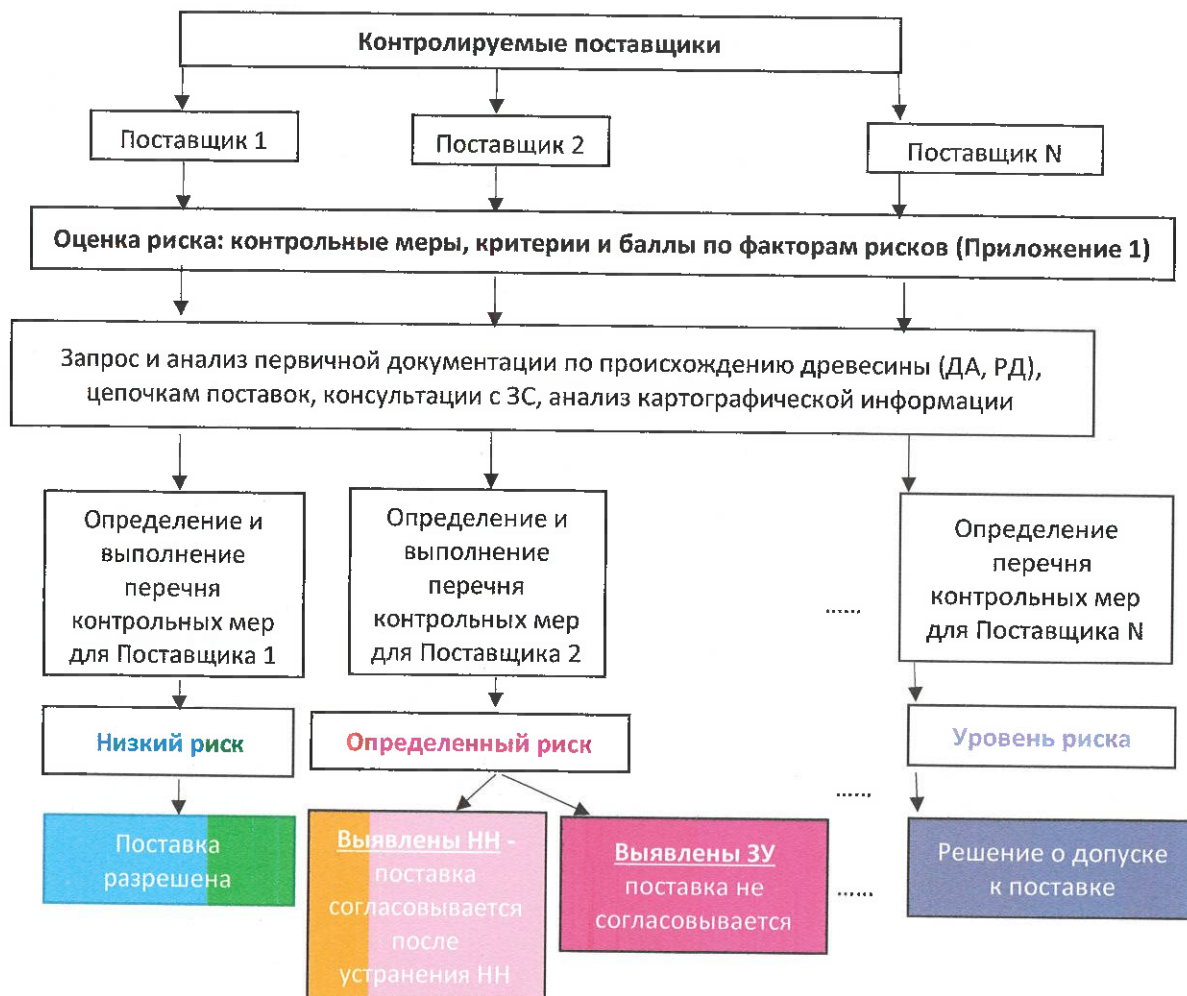 Контролируемые поставщики
Поставщик 1
Поставщик 2
Поставщик N
Оценка риска: контрольные меры, критерии и баллы по факторам рисков (Приложение 1)
Запрос и анализ первичной документации по происхождению древесины (ДА, РД),
цепочкам поставок, консультации с ЗС, анализ картографической информации
Определение и
выполнение
перечня
контрольных мер
для Поставщика 1
Определение и
выполнение
перечня
контрольных мер
для Поставщика 2
......
Определение
перечня
контрольных мер
для Поставщика N
Низкий риск
Определенный риск
Уровень риска
......
Поставка
разрешена
Выявлены НН -
поставка
согласовывается
после
устранения НН
Выявлены ЗУ
поставка не
согласовывается
......
Решение о допуске
к поставке